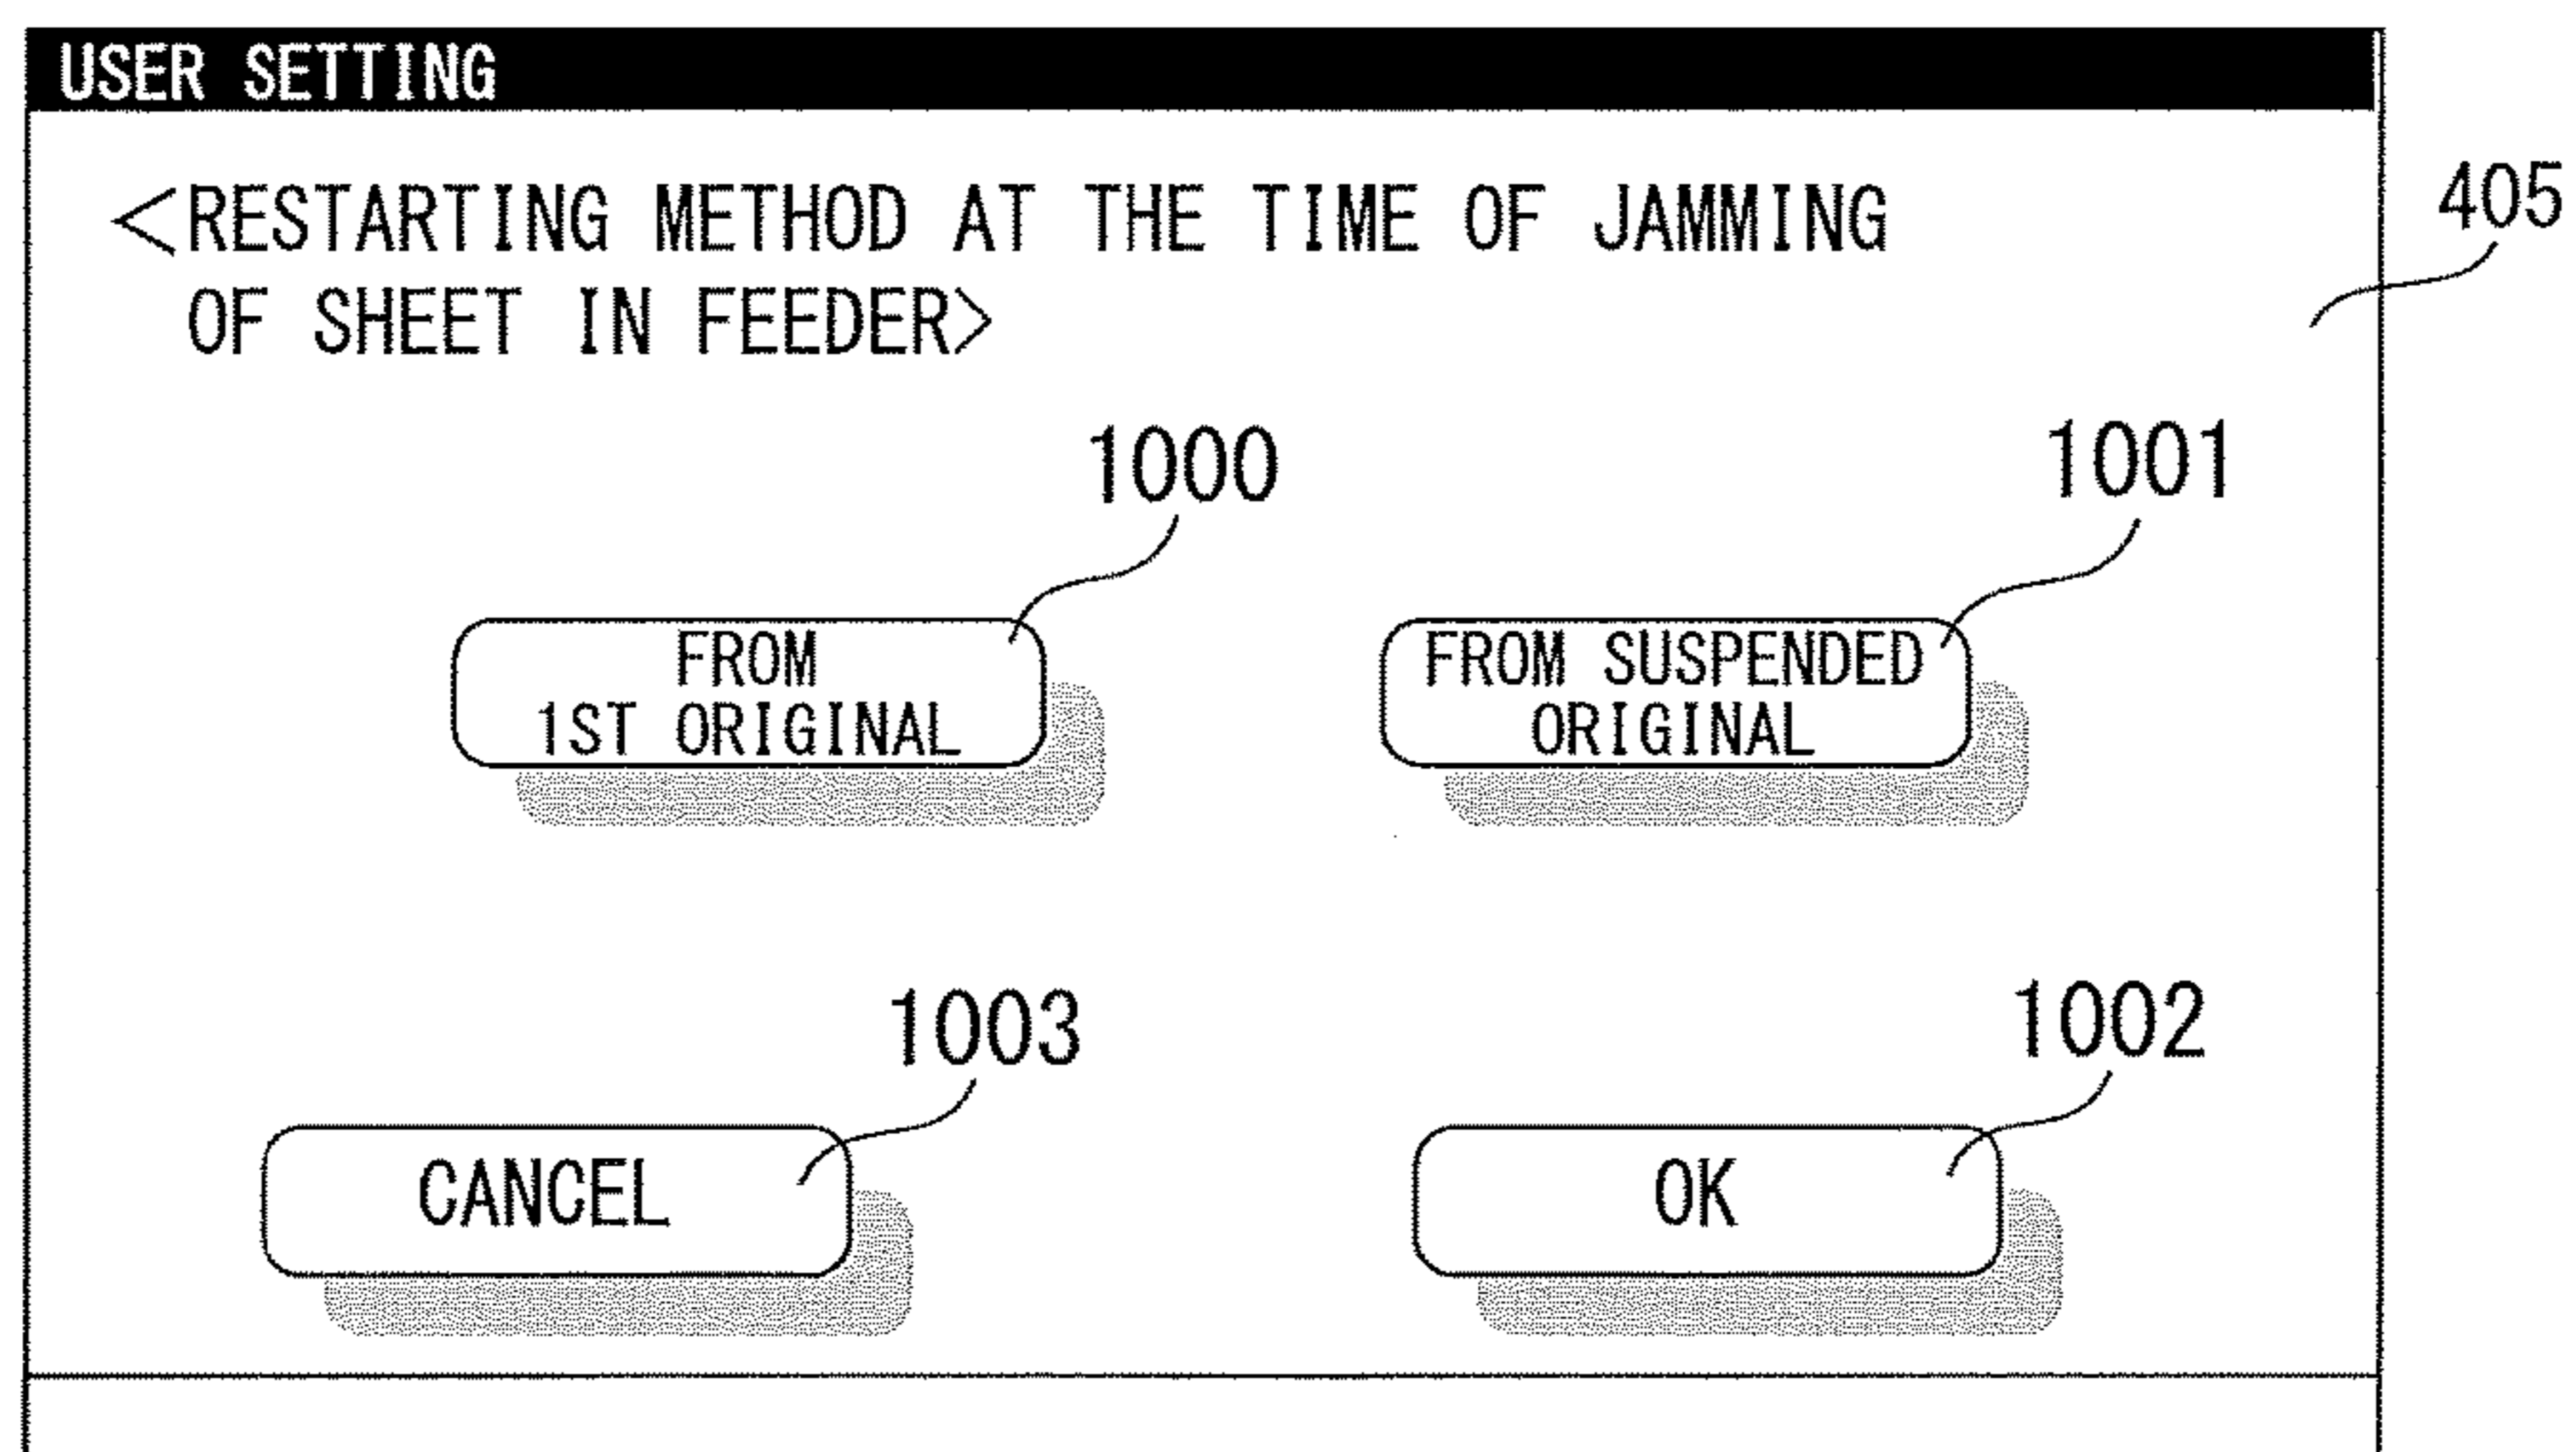 USER SETTING
<RESTARTING METHOD AT THE TIME OF JAMMING
OF SHEET IN FEEDER>
405
1000
1001
FROM
1ST ORIGINAL
FROM SUSPENDED
ORIGINAL
1003
1002
CANCEL
OK